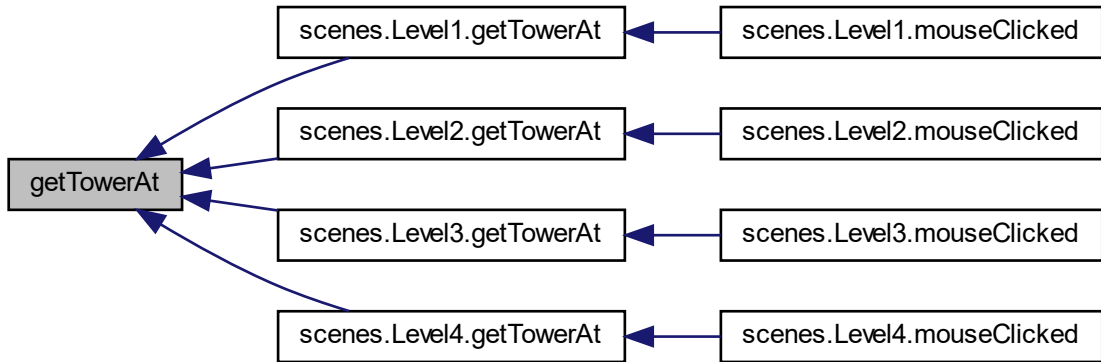 scenes.Level1.getTowerAt
scenes.Level1.mouseClicked
scenes.Level2.getTowerAt
scenes.Level2.mouseClicked
getTowerAt
scenes.Level3.getTowerAt
scenes.Level3.mouseClicked
scenes.Level4.getTowerAt
scenes.Level4.mouseClicked